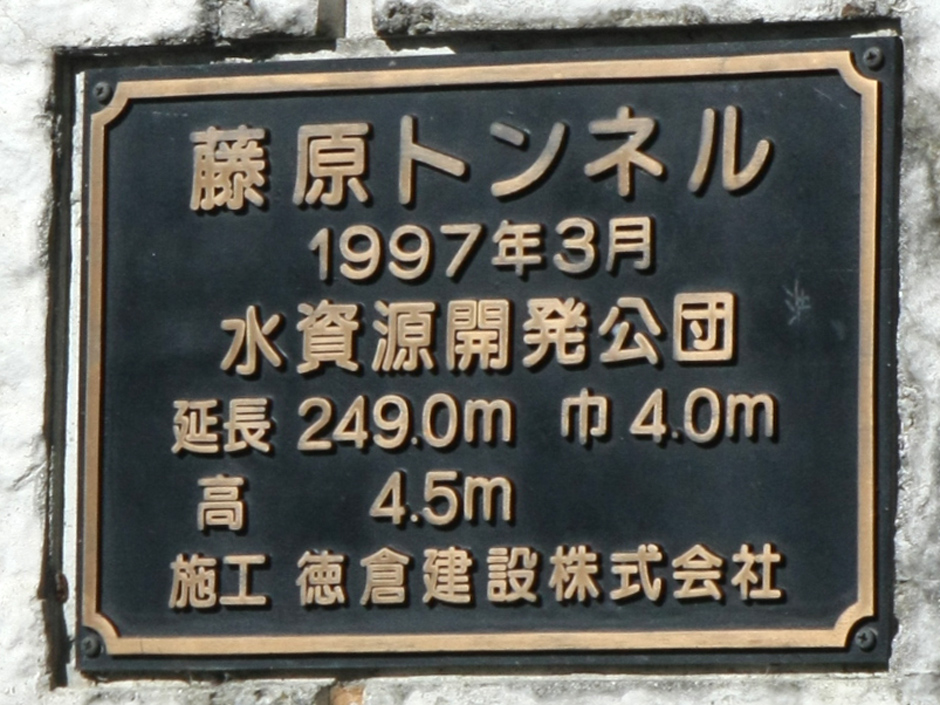 藤原トンネル
1997年3月
水資源開発公団
延長 249.0m 巾 4.0m
高 4.5m
施工 徳倉建設株式会社